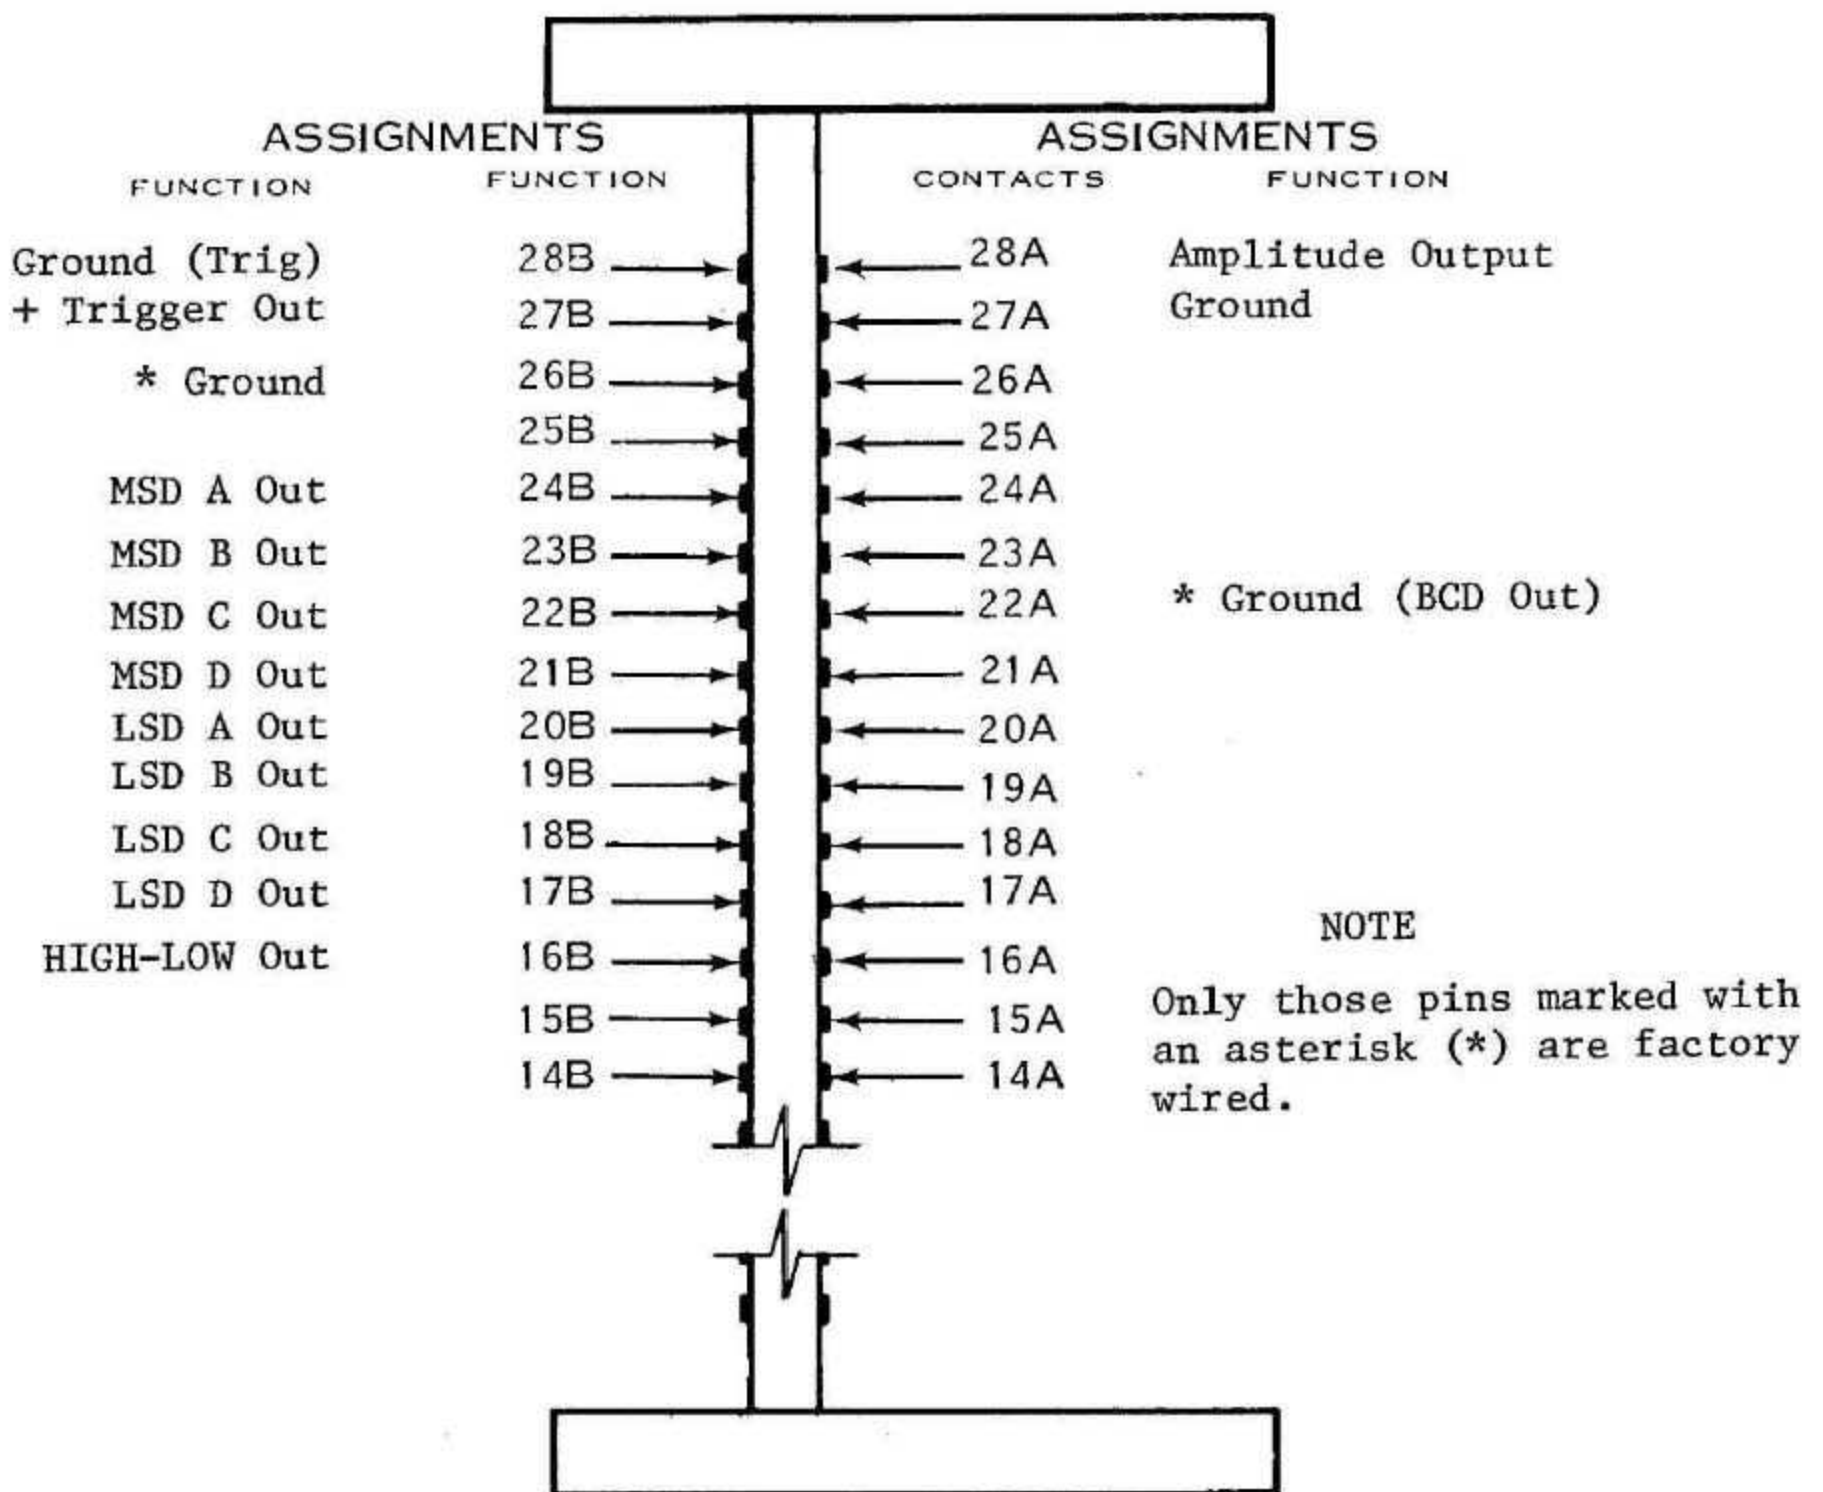 ASSIGNMENTS ASSIGNMENTS
FUNCTION FUNCTION CONTACTS FUNCTION
Ground (Trig) 28B 28A Amplitude Output
+ Trigger Out 27B 27A Ground
* Ground 26B 26A
25B 25A
MSD A Out 24B 24A
MSD B Out 23B 23A
MSD C Out 22B 22A * Ground (BCD Out)
MSD D Out 21B 21A
LSD A Out 20B 20A
LSD B Out 19B 19A
LSD C Out 18B 18A
LSD D Out 17B 17A
HIGH-LOW Out 16B 16A
15B 15A
14B 14A
NOTE
Only those pins marked with
an asterisk (*) are factory
wired.